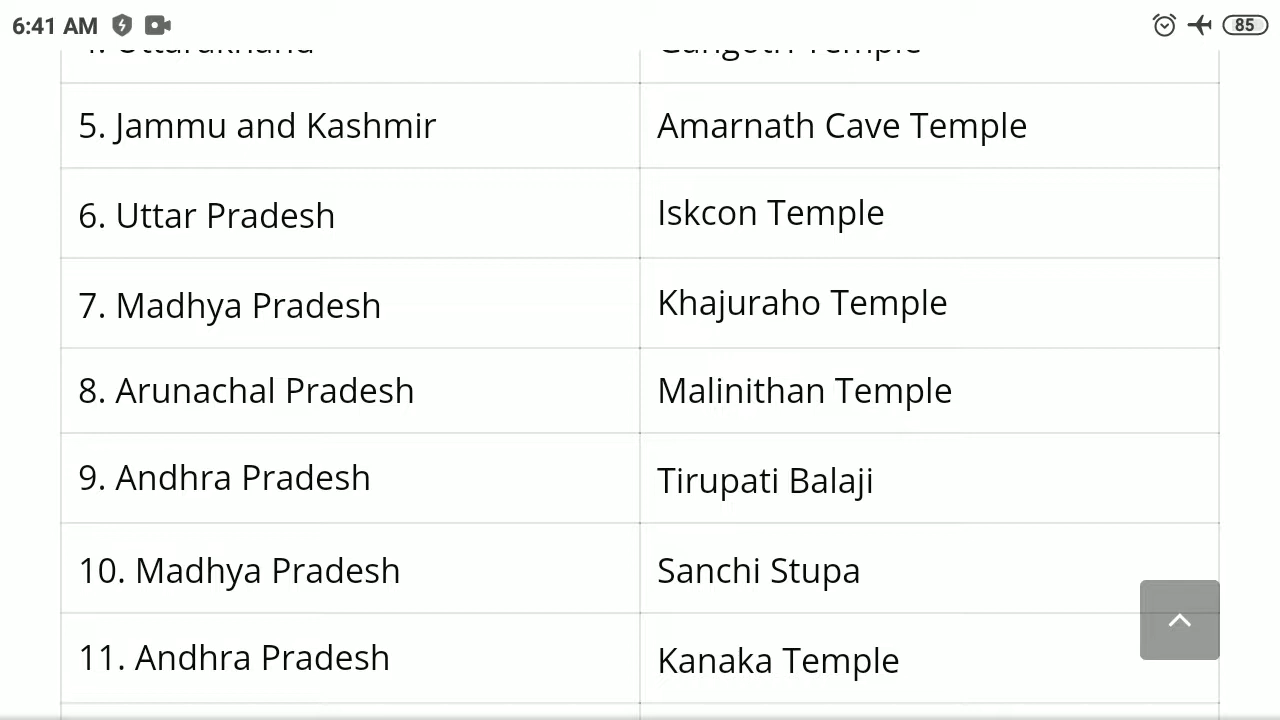 6:41 AM 85
5. Jammu and Kashmir Amarnath Cave Temple
6. Uttar Pradesh Iskcon Temple
7. Madhya Pradesh Khajuraho Temple
8. Arunachal Pradesh Malinithan Temple
9. Andhra Pradesh Tirupati Balaji
10. Madhya Pradesh Sanchi Stupa
11. Andhra Pradesh Kanaka Temple